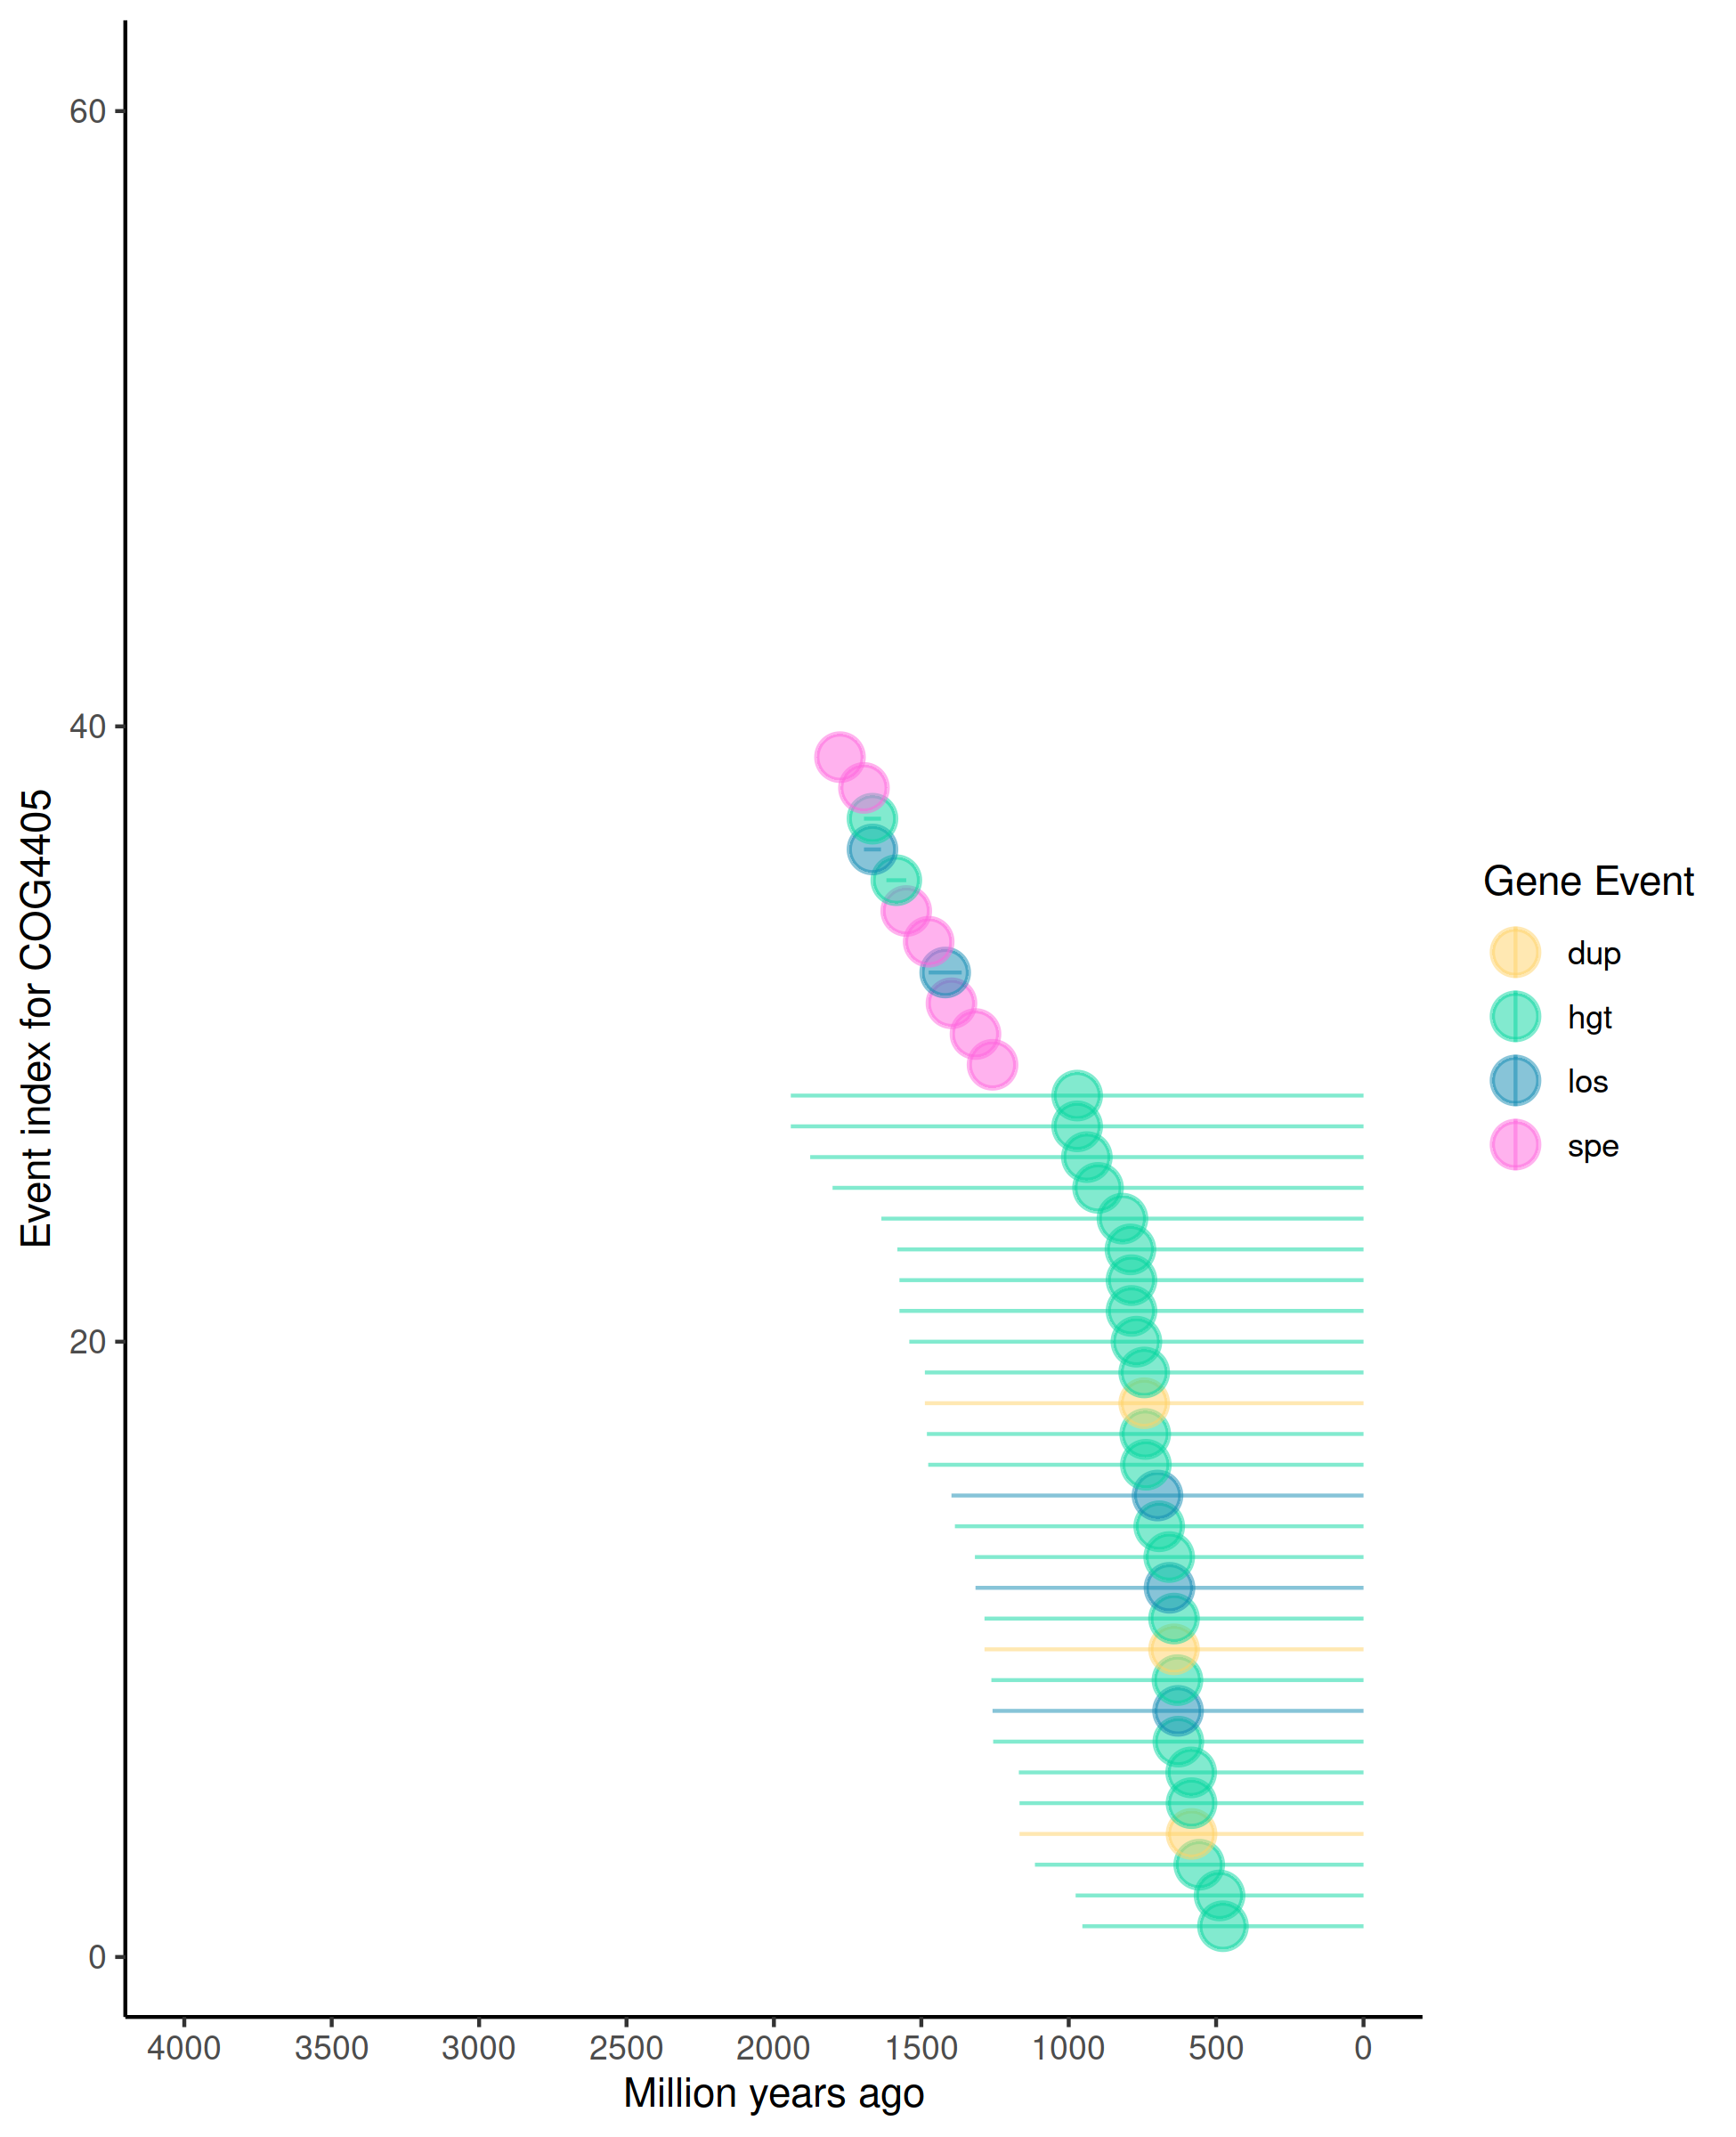 Event index for COG4405
60
40
20
0
4000 3500 3000 2500 2000 1500 1000 500 0
Million years ago
Gene Event
dup
hgt
los
spe